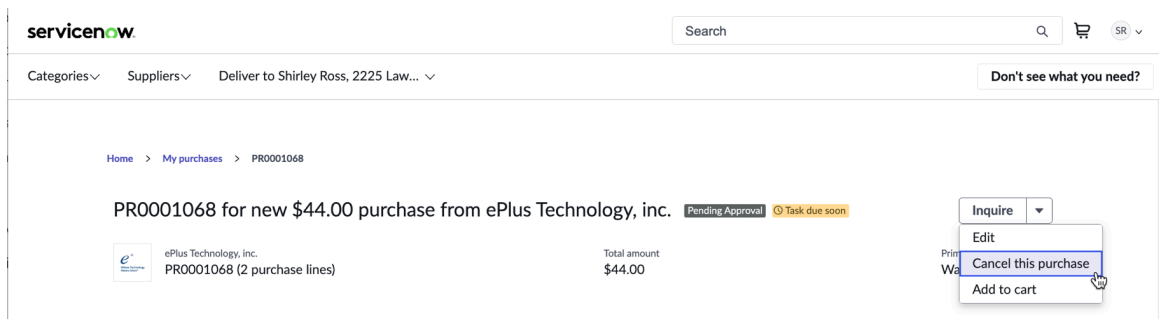 servicenow.
Search
SR
Categories
Suppliers
Deliver to Shirley Ross, 2225 Law...
Don't see what you need?
Home > My purchases > PR0001068
PR0001068 for new $44.00 purchase from ePlus Technology, inc.
Pending Approval
Task due soon
Inquire
Edit
Cancel this purchase
Add to cart
ePlus Technology, inc.
PR0001068 (2 purchase lines)
Total amount
$44.00
Prim
Wa